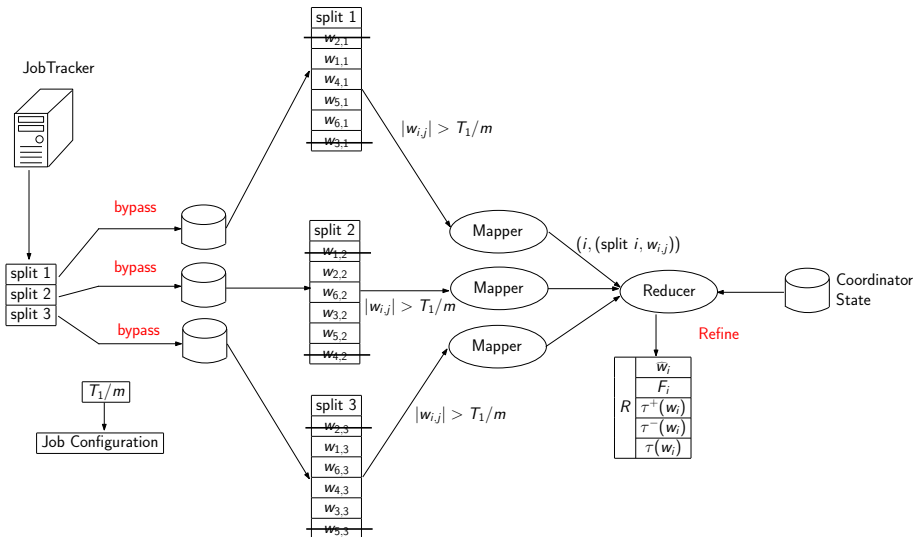 JobTracker
split 1
split 2
split 3
T₁/m
Job Configuration
bypass
bypass
bypass
split 1
w₂,₁
w₁,₁
w₄,₁
w₅,₁
w₆,₁
w₃,₁
split 2
w₁,₂
w₂,₂
w₆,₂
w₃,₂
w₅,₂
w₄,₂
split 3
w₂,₃
w₁,₃
w₆,₃
w₄,₃
w₃,₃
w₅,₃
|wᵢ,ⱼ| > T₁/m
|wᵢ,ⱼ| > T₁/m
|wᵢ,ⱼ| > T₁/m
Mapper
Mapper
Mapper
(i, (split i, wᵢ,ⱼ))
Reducer
Coordinator
State
Refine
R
w̅ᵢ
Fᵢ
τ⁺(wᵢ)
τ⁻(wᵢ)
τ(wᵢ)